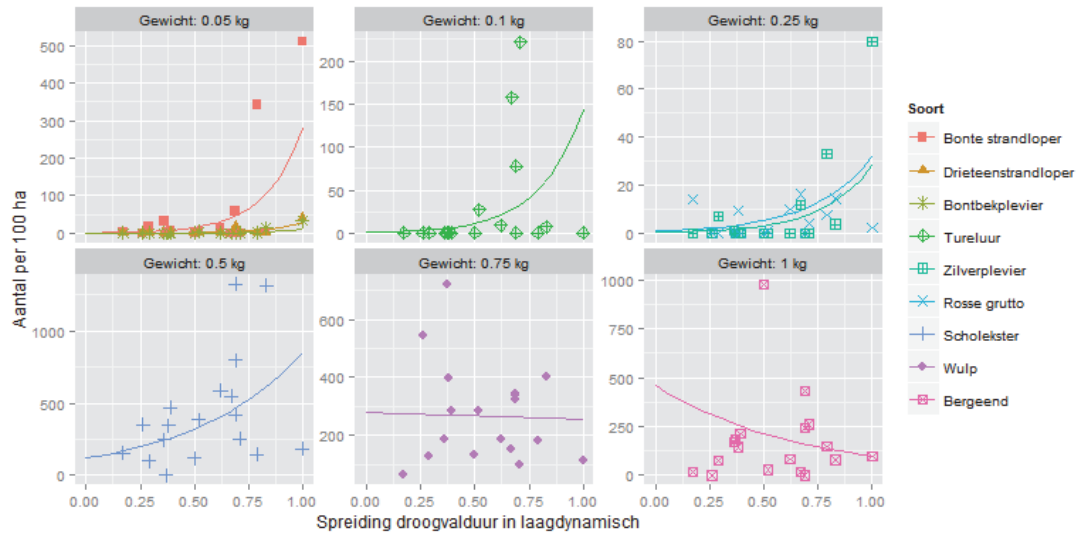 Gewicht: 0.05 kg
Gewicht: 0.1 kg
Gewicht: 0.25 kg
500
400
300
200
100
0
200
150
100
50
0
80
60
40
20
0
Gewicht: 0.5 kg
Gewicht: 0.75 kg
Gewicht: 1 kg
1000
500
0
600
400
200
1000
750
500
250
0
0.00 0.25 0.50 0.75 1.00
0.00 0.25 0.50 0.75 1.00
0.00 0.25 0.50 0.75 1.00
Aantal per 100 ha
Spreiding droogvalduur in laagdynamisch
Soort
Bonte strandloper
Drieteenstrandloper
Bontbekplevier
Tureluur
Zilverplevier
Rosse grutto
Scholekster
Wulp
Bergeend